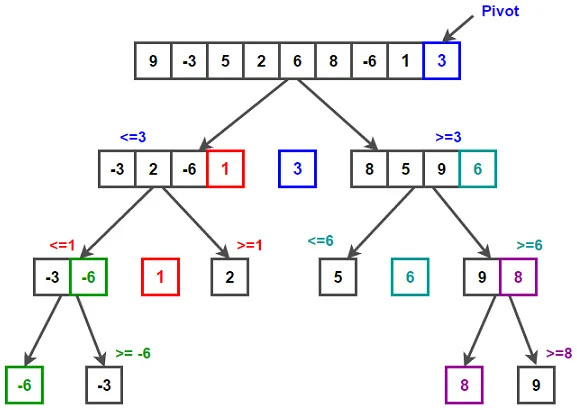 Pivot
9 -3 5 2 6 8 -6 1 3
<=3 >=3
-3 2 -6 1 3 8 5 9 6
<=1 >=1 <=6 >=6
-3 -6 1 2 5 6 9 8
>= -6 >=8
-6 -3 8 9